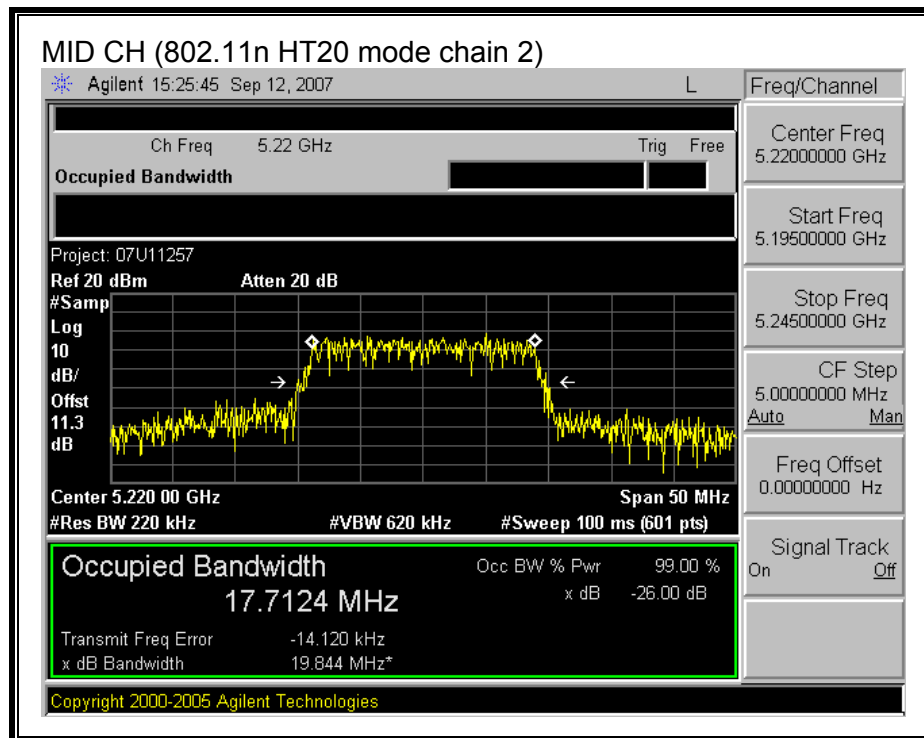 MID CH (802.11n HT20 mode chain 2)
Agilent 15:25:45 Sep 12, 2007 L
Freq/Channel
Ch Freq 5.22 GHz Trig Free
Occupied Bandwidth
Center Freq
5.22000000 GHz
Start Freq
5.19500000 GHz
Stop Freq
5.24500000 GHz
CF Step
5.00000000 MHz
Auto Man
Freq Offset
0.00000000 Hz
Signal Track
On Off
Project: 07U11257
Ref 20 dBm Atten 20 dB
#Samp
Log
10
dB/
Offst
11.3
dB
Center 5.220 00 GHz Span 50 MHz
#Res BW 220 kHz #VBW 620 kHz #Sweep 100 ms (601 pts)
Occupied Bandwidth
17.7124 MHz
Occ BW % Pwr 99.00 %
x dB -26.00 dB
Transmit Freq Error -14.120 kHz
x dB Bandwidth 19.844 MHz*
Copyright 2000-2005 Agilent Technologies